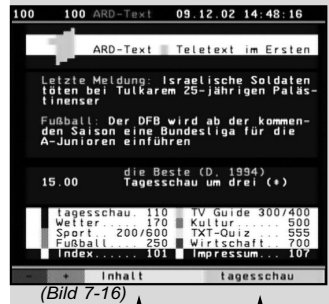 100 100 ARD-Text 09.12.02 14:48:16
ARD-Text Teletext im Ersten
Letzte Meldung: Israelische Soldaten
töten bei Tulkarem 25-jährigen Paläs-
tinenser
Fußball: Der DFB wird ab der kommen-
den Saison eine Bundesliga für die
A-Junioren einführen
die Beste (D, 1994)
15.00 Tagesschau um drei (*)
tagesschau. 110 TV Guide 300/400
Wetter..... 170 Kultur...... 500
Sport.. 200/600 TXT-Quiz.... 555
Fußball.... 250 Wirtschaft.. 700
Index...... 101 Impressum... 107
- + Inhalt tagesschau
(Bild 7-16)